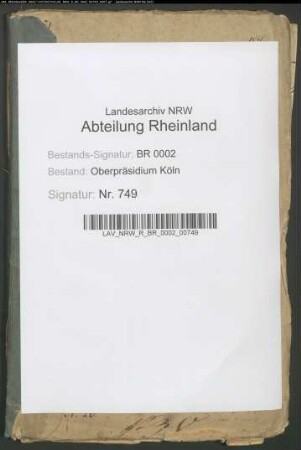 Landesarchiv NRW
Abteilung Rheinland
Bestands-Signatur: BR 0002
Bestand: Oberpräsidium Köln
Signatur: Nr. 749
LAV_NRW_R_BR_0002_00749